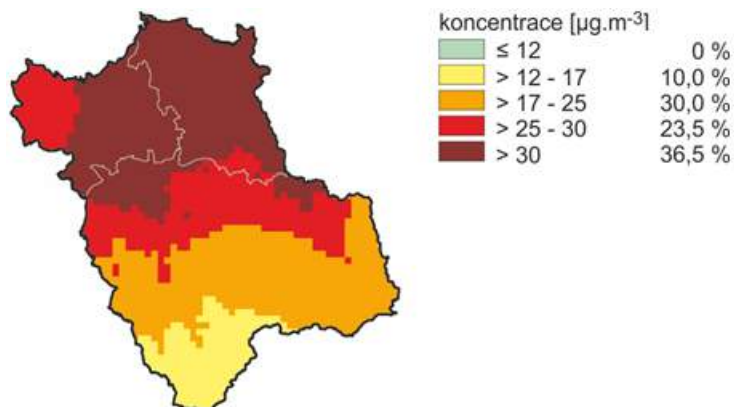 koncentrace [µg.m-3]
≤ 12 0 %
> 12 - 17 10,0 %
> 17 - 25 30,0 %
> 25 - 30 23,5 %
> 30 36,5 %